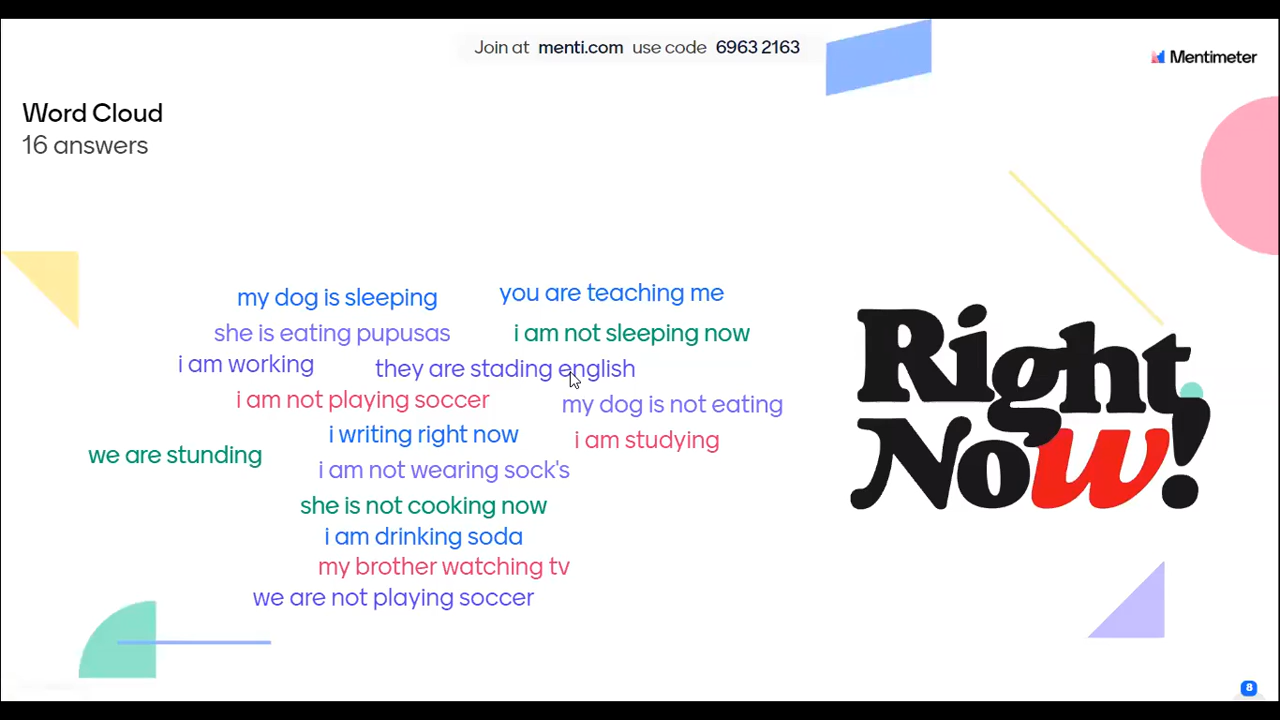 Join at menti.com use code 6963 2163
Mentimeter
Word Cloud
16 answers
my dog is sleeping
you are teaching me
she is eating pupusas
i am not sleeping now
i am working
they are stading english
i am not playing soccer
my dog is not eating
i writing right now
i am studying
we are stunding
i am not wearing sock's
she is not cooking now
i am drinking soda
my brother watching tv
we are not playing soccer
Right
Now!
8